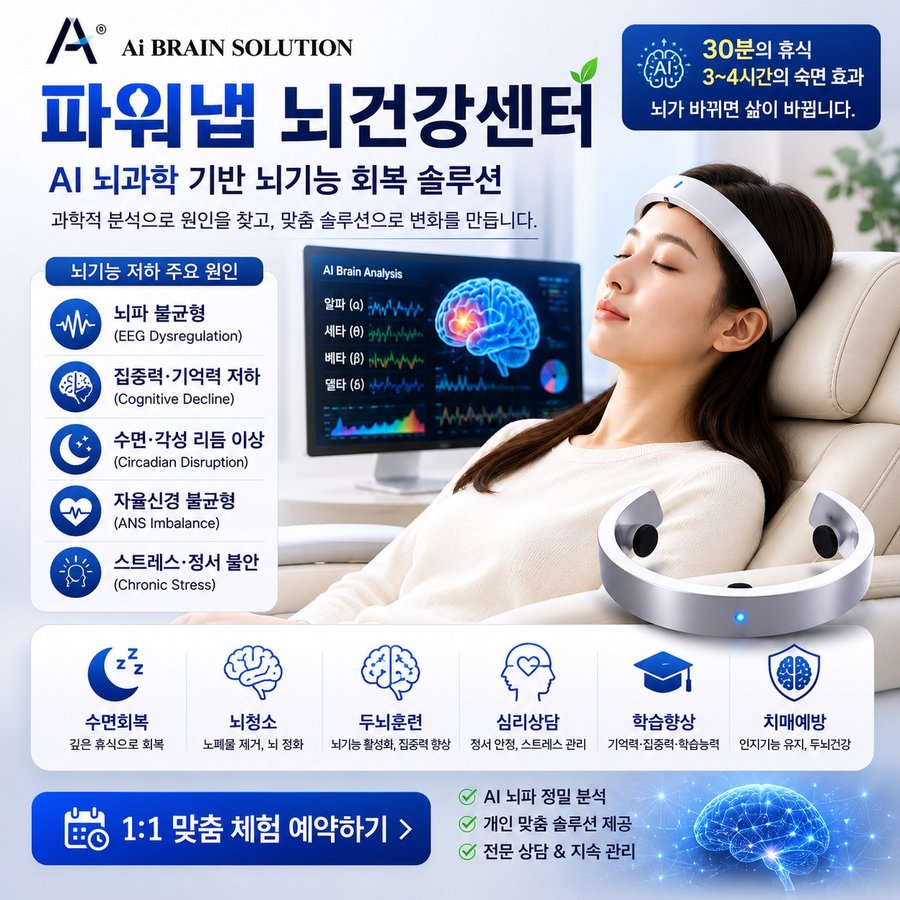 Ai BRAIN SOLUTION
파워냅 뇌건강센터
AI 뇌과학 기반 뇌기능 회복 솔루션
과학적 분석으로 원인을 찾고, 맞춤 솔루션으로 변화를 만듭니다.
AI
30분의 휴식
3~4시간의 숙면 효과
뇌가 바뀌면 삶이 바뀝니다.
뇌기능 저하 주요 원인
뇌파 불균형
(EEG Dysregulation)
집중력·기억력 저하
(Cognitive Decline)
수면·각성 리듬 이상
(Circadian Disruption)
자율신경 불균형
(ANS Imbalance)
스트레스·정서 불안
(Chronic Stress)
AI Brain Analysis
알파 (α)
세타 (θ)
베타 (β)
델타 (δ)
z z z
수면회복
깊은 휴식으로 회복
뇌청소
노폐물 제거, 뇌 정화
두뇌훈련
뇌기능 활성화, 집중력 향상
심리상담
정서 안정, 스트레스 관리
학습향상
기억력·집중력·학습능력
치매예방
인지기능 유지, 두뇌건강
1:1 맞춤 체험 예약하기 >
AI 뇌파 정밀 분석
개인 맞춤 솔루션 제공
전문 상담 & 지속 관리